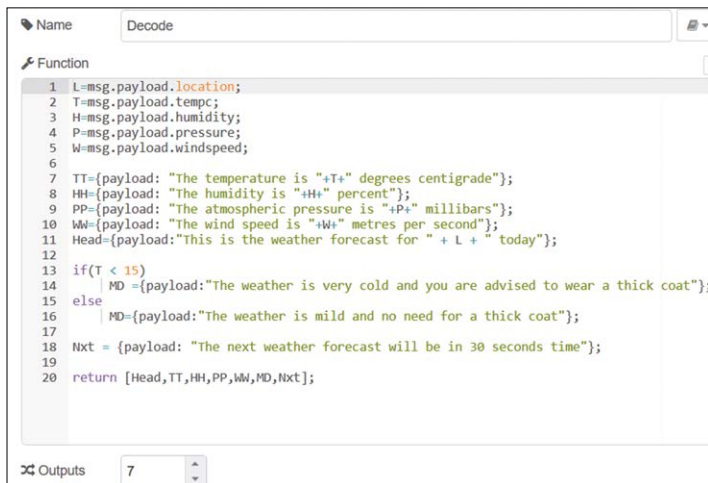 Name Decode
Function
1 L=msg.payload.location;
2 T=msg.payload.tempc;
3 H=msg.payload.humidity;
4 P=msg.payload.pressure;
5 W=msg.payload.windspeed;
6
7 TT={payload: "The temperature is "+T+" degrees centigrade"};
8 HH={payload: "The humidity is "+H+" percent"};
9 PP={payload: "The atmospheric pressure is "+P+" millibars"};
10 WW={payload: "The wind speed is "+W+" metres per second"};
11 Head={payload:"This is the weather forecast for " + L + " today"};
12
13 if(T < 15)
14 MD ={payload:"The weather is very cold and you are advised to wear a thick coat"};
15 else
16 MD={payload:"The weather is mild and no need for a thick coat"};
17
18 Nxt = {payload: "The next weather forecast will be in 30 seconds time"};
19
20 return [Head,TT,HH,PP,WW,MD,Nxt];
Outputs 7